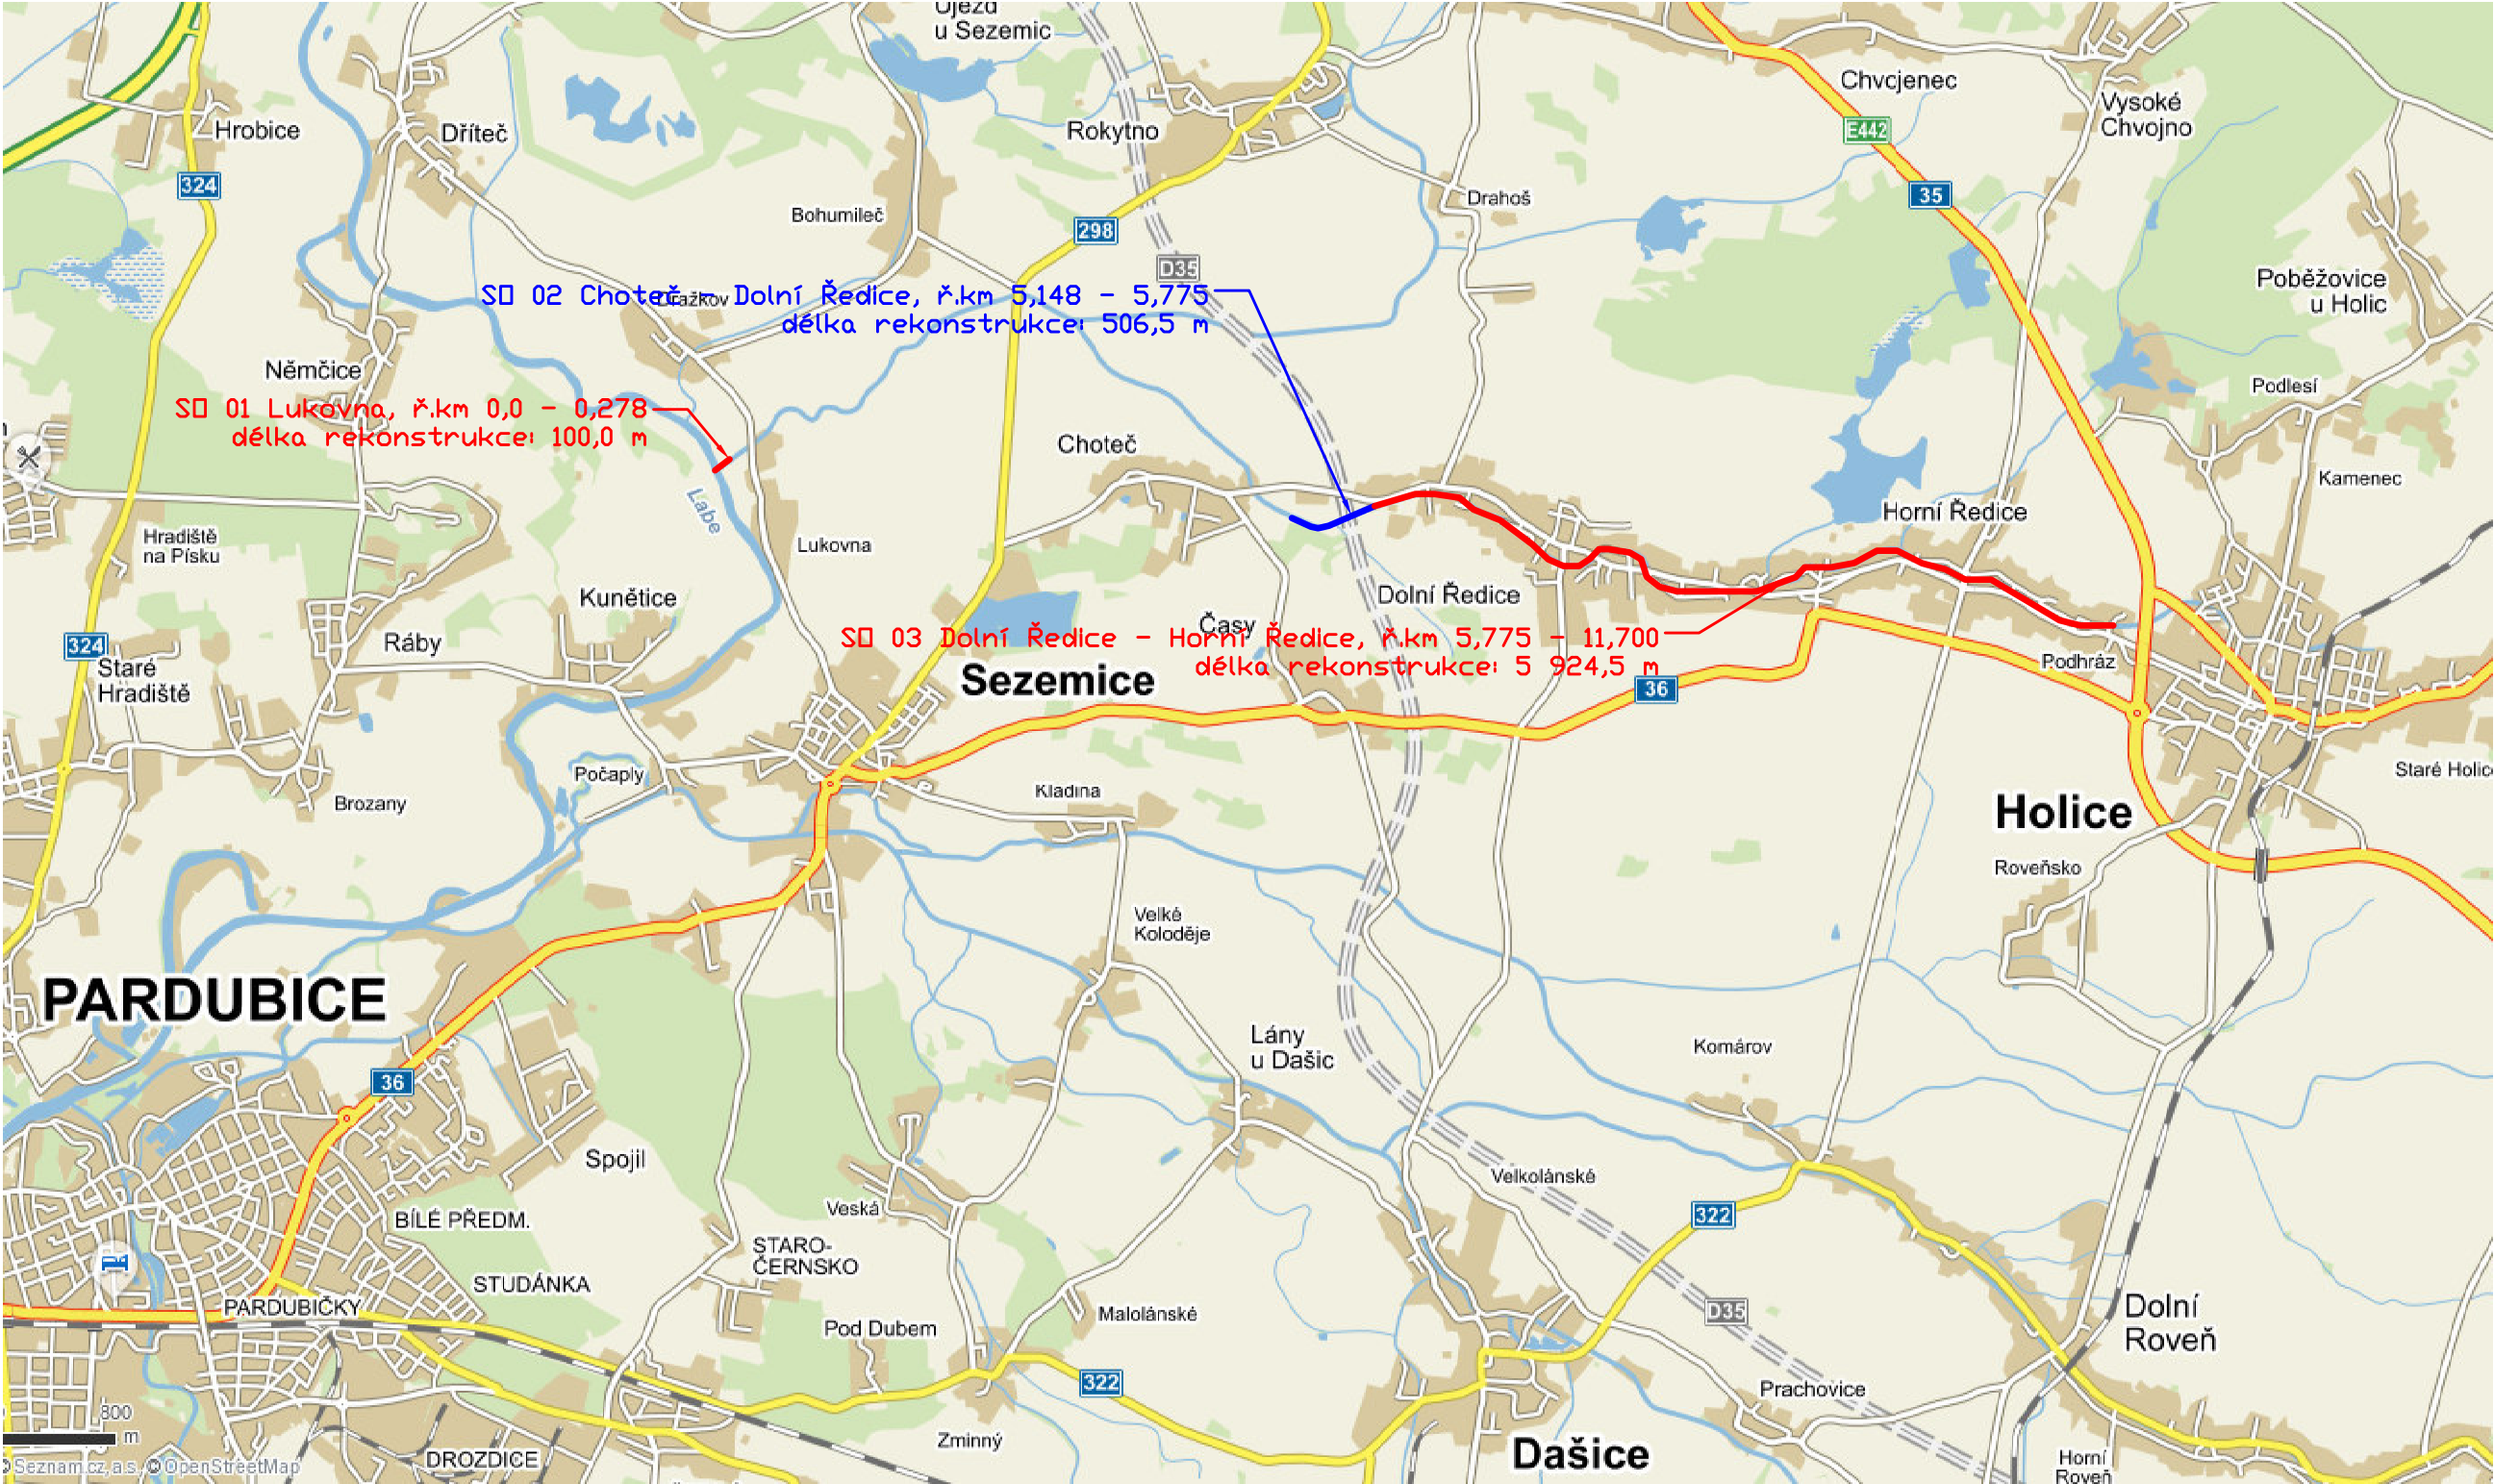 Újezd
u Sezemic
Chvcjenec
Vysoké
Chvojno
Hrobice
Dříteč
Rokytno
E442
324
35
Drahoš
Bohumileč
298
D35
Poběžovice
u Holic
SO 02 Choteč - Dolní Ředice, ř.km 5,148 - 5,775
délka rekonstrukce: 506,5 m
Dražkov
Němčice
Podlesí
SO 01 Lukovna, ř.km 0,0 - 0,278
délka rekonstrukce: 100,0 m
Choteč
Kamenec
Labe
Horní Ředice
Hradiště
na Písku
Lukovna
Kunětice
Dolní Ředice
Časy
Ráby
324
SO 03 Dolní Ředice - Horní Ředice, ř.km 5,775 - 11,700
délka rekonstrukce: 5 924,5 m
Podhráz
Staré
Hradiště
Sezemice
36
Počaply
Staré Holic
Brozany
Kladina
Holice
Roveňsko
Velké
Koloděje
PARDUBICE
Lány
u Dašic
Komárov
36
Spojil
Velkolánské
Veská
322
BÍLÉ PŘEDM.
STARO-
ČERNSKO
STUDÁNKA
PARDUBIČKY
Malolánské
D35
Dolní
Roveň
Pod Dubem
322
Prachovice
800
m
Zminný
Dašice
DROZDICE
Horní
Roveň
© Seznam.cz, a.s., © OpenStreetMap